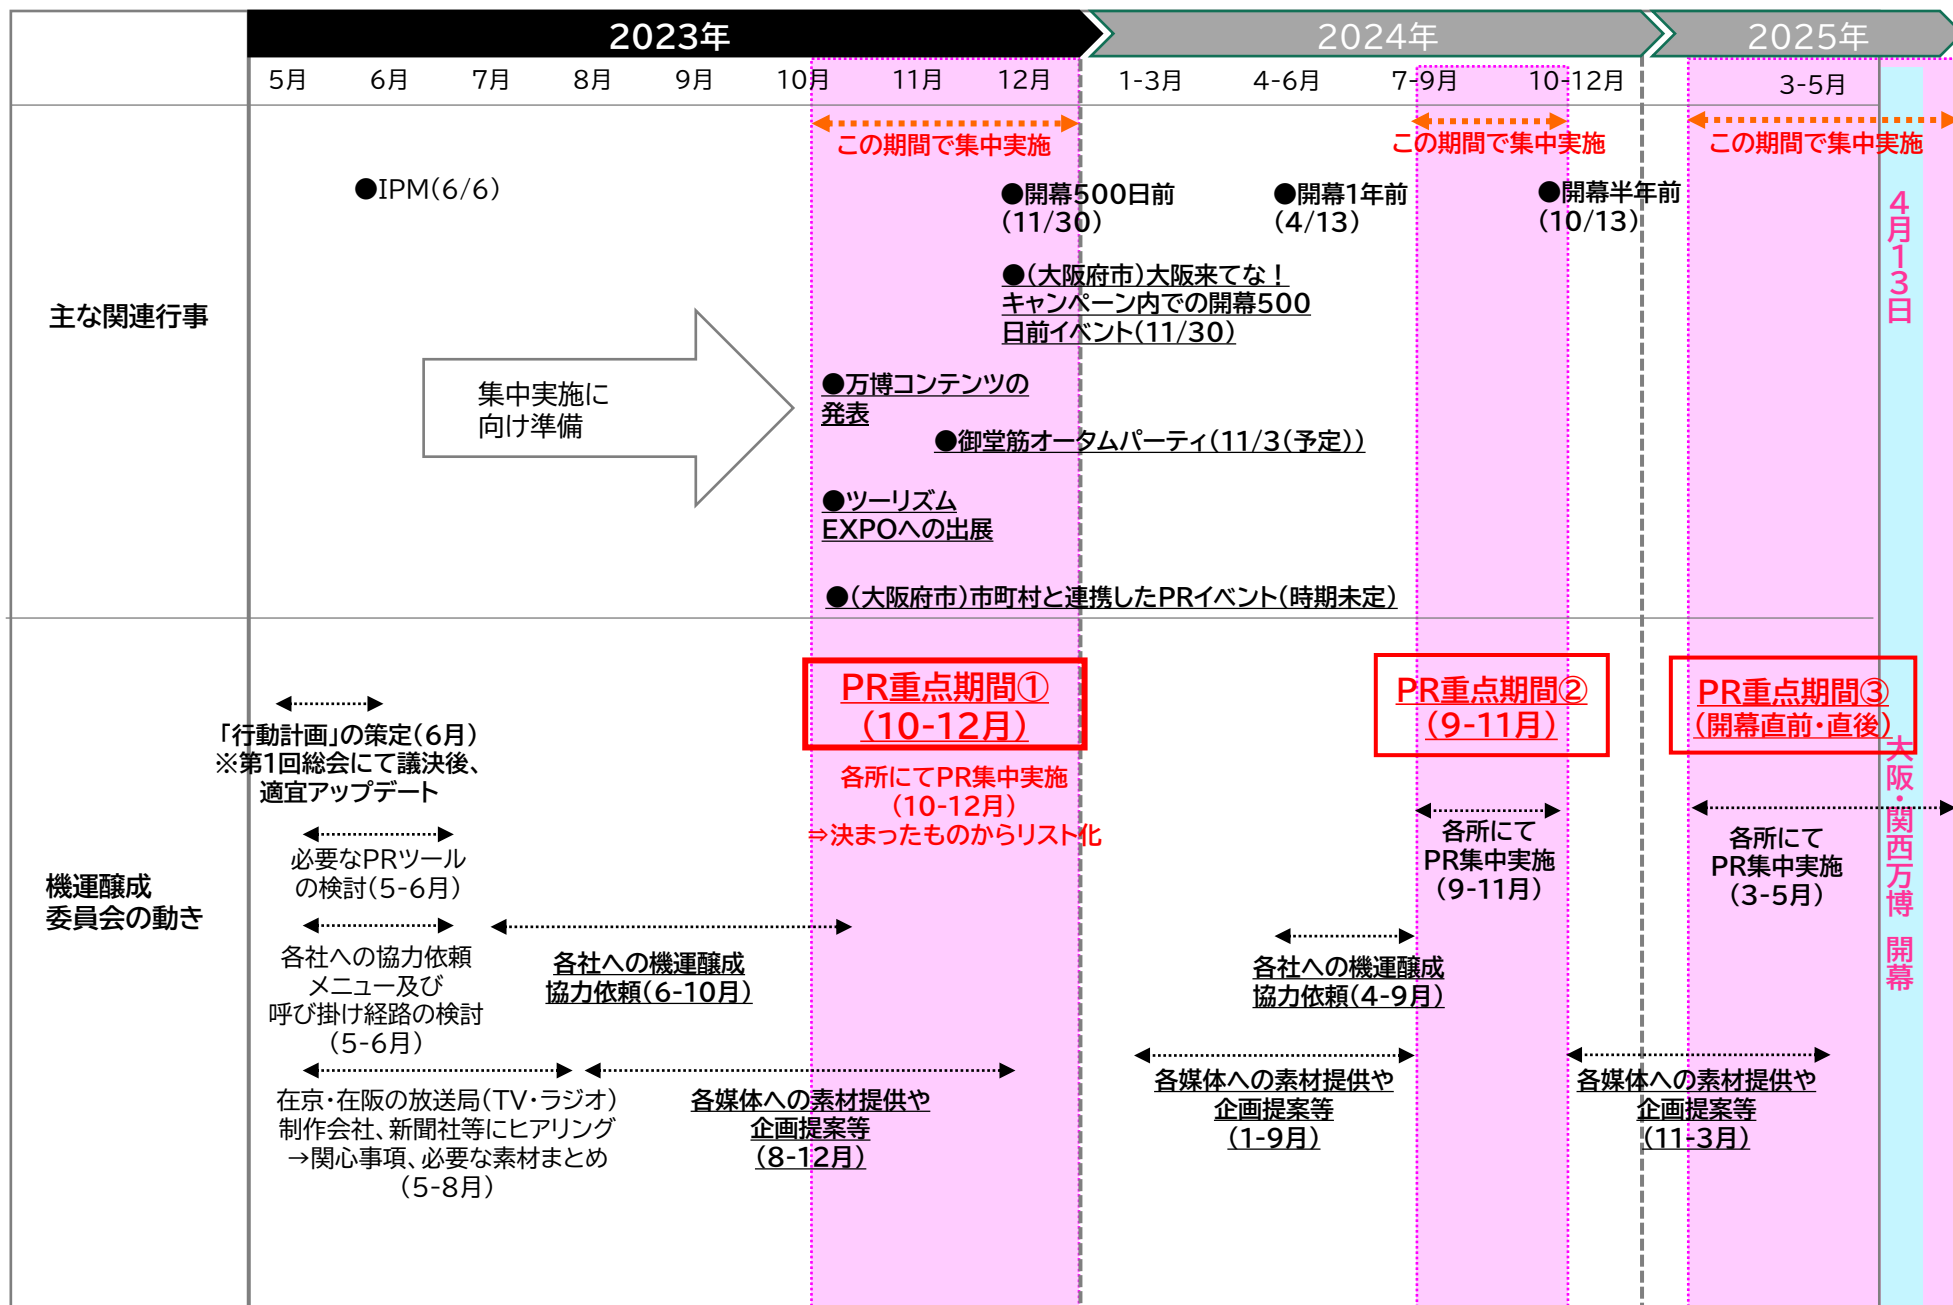 2023年
2024年
2025年
5月
6月
7月
8月
9月
10月
11月
12月
1-3月
4-6月
7-9月
10-12月
3-5月
この期間で集中実施
この期間で集中実施
この期間で集中実施
主な関連行事
●IPM(6/6)
●開幕500日前
(11/30)
●開幕1年前
(4/13)
●開幕半年前
(10/13)
●(大阪府市)大阪来てな!
キャンペーン内での開幕500
日前イベント(11/30)
集中実施に
向け準備
●万博コンテンツの
発表
●御堂筋オータムパーティ(11/3(予定))
●ツーリズム
EXPOへの出展
●(大阪府市)市町村と連携したPRイベント(時期未定)
4月13日
大阪・関西万博 開幕
機運醸成
委員会の動き
PR重点期間①
(10-12月)
PR重点期間②
(9-11月)
PR重点期間③
(開幕直前・直後)
「行動計画」の策定(6月)
※第1回総会にて議決後、
適宜アップデート
各所にてPR集中実施
(10-12月)
⇒決まったものからリスト化
各所にて
PR集中実施
(9-11月)
各所にて
PR集中実施
(3-5月)
必要なPRツール
の検討(5-6月)
各社への協力依頼
メニュー及び
呼び掛け経路の検討
(5-6月)
各社への機運醸成
協力依頼(6-10月)
各社への機運醸成
協力依頼(4-9月)
在京・在阪の放送局(TV・ラジオ)
制作会社、新聞社等にヒアリング
→関心事項、必要な素材まとめ
(5-8月)
各媒体への素材提供や
企画提案等
(8-12月)
各媒体への素材提供や
企画提案等
(1-9月)
各媒体への素材提供や
企画提案等
(11-3月)